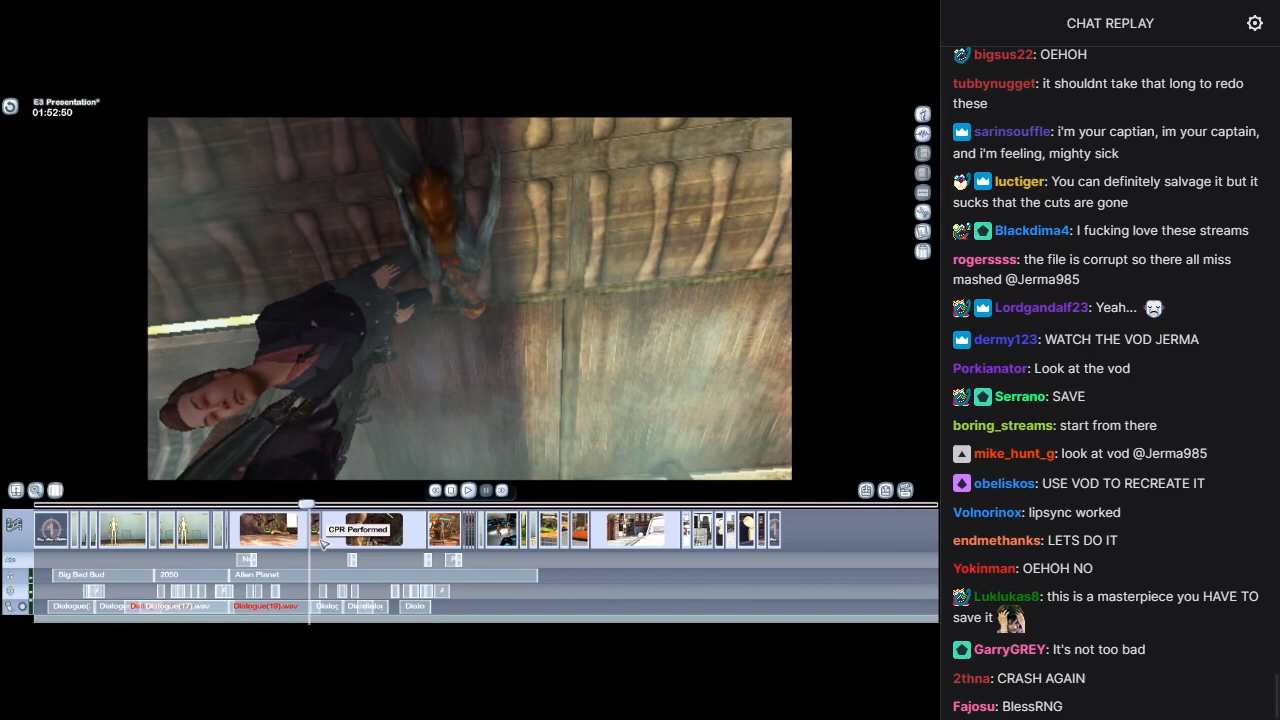 E3 Presentation*
01:52:50
CPR Performed
Big Bad Bud
2050
Alien Planet
Dialogue(
Dialogu
Dialogue(17).wav
Dialogue(19).wav
Dialog
Dialo
CHAT REPLAY
bigsus22: OEHOH
tubbynugget: it shouldnt take that long to redo
these
sarinsouffle: i'm your captian, im your captain,
and i'm feeling, mighty sick
luctiger: You can definitely salvage it but it
sucks that the cuts are gone
Blackdima4: I fucking love these streams
rogerssss: the file is corrupt so there all miss
mashed @Jerma985
Lordgandalf23: Yeah...
dermy123: WATCH THE VOD JERMA
Porkianator: Look at the vod
Serrano: SAVE
boring_streams: start from there
mike_hunt_g: look at vod @Jerma985
obeliskos: USE VOD TO RECREATE IT
Volnorinox: lipsync worked
endmethanks: LETS DO IT
Yokinman: OEHOH NO
Luklukas8: this is a masterpiece you HAVE TO
save it
GarryGREY: It's not too bad
2thna: CRASH AGAIN
Fajosu: BlessRNG